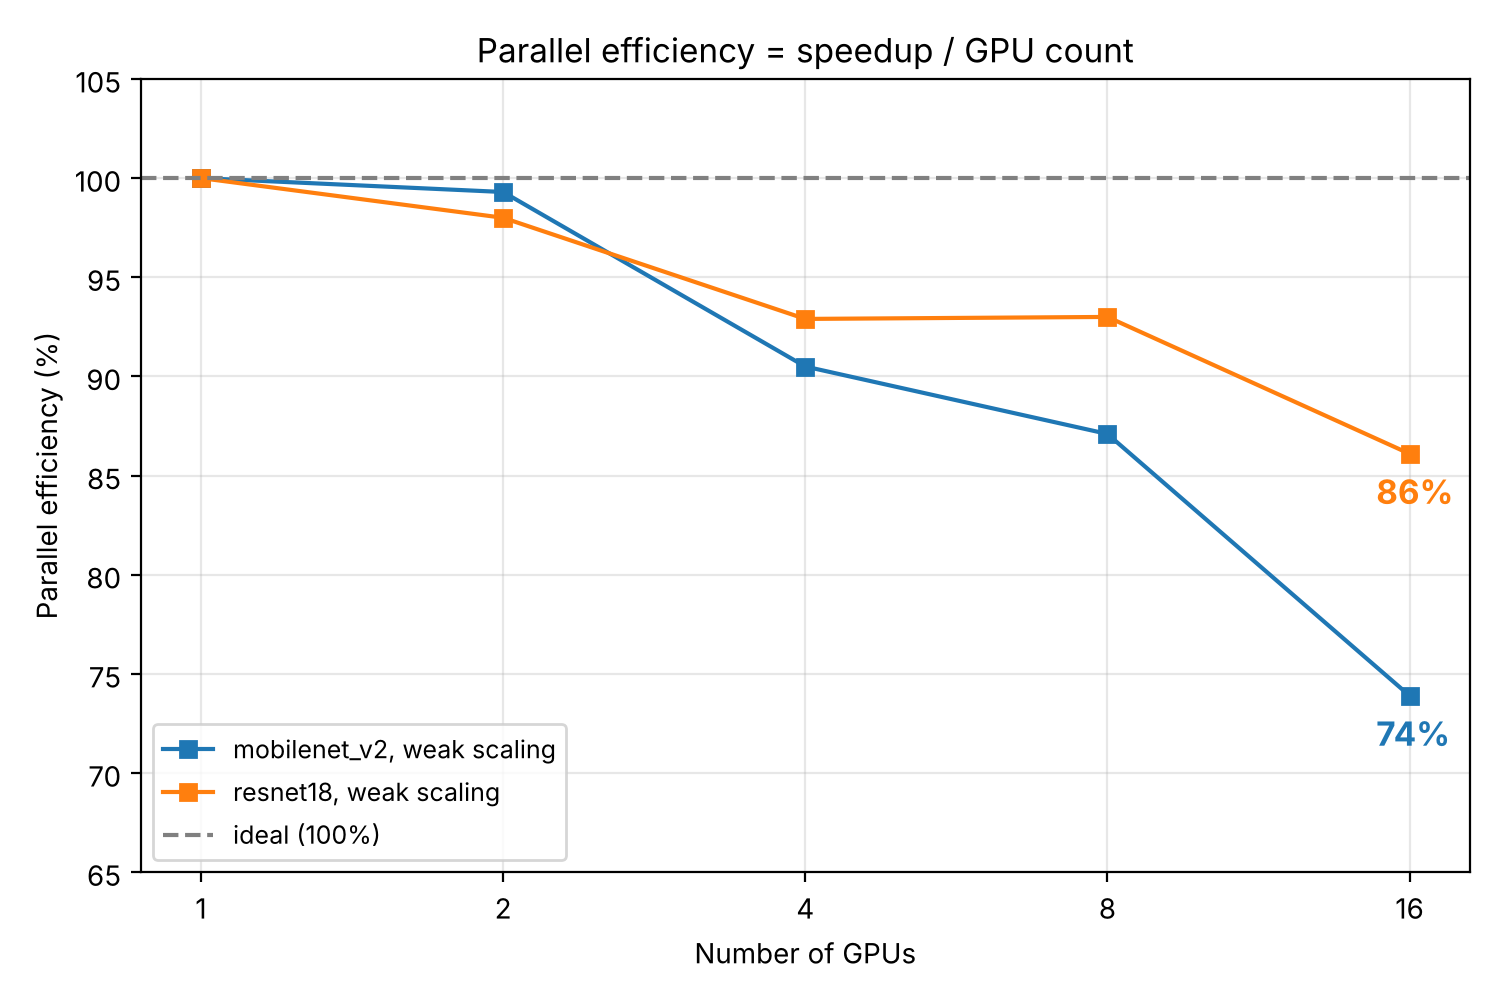 Parallel efficiency = speedup / GPU count
105
100
95
90
85
80
75
70
65
Parallel efficiency (%)
86%
74%
mobilenet_v2, weak scaling
resnet18, weak scaling
ideal (100%)
1 2 4 8 16
Number of GPUs